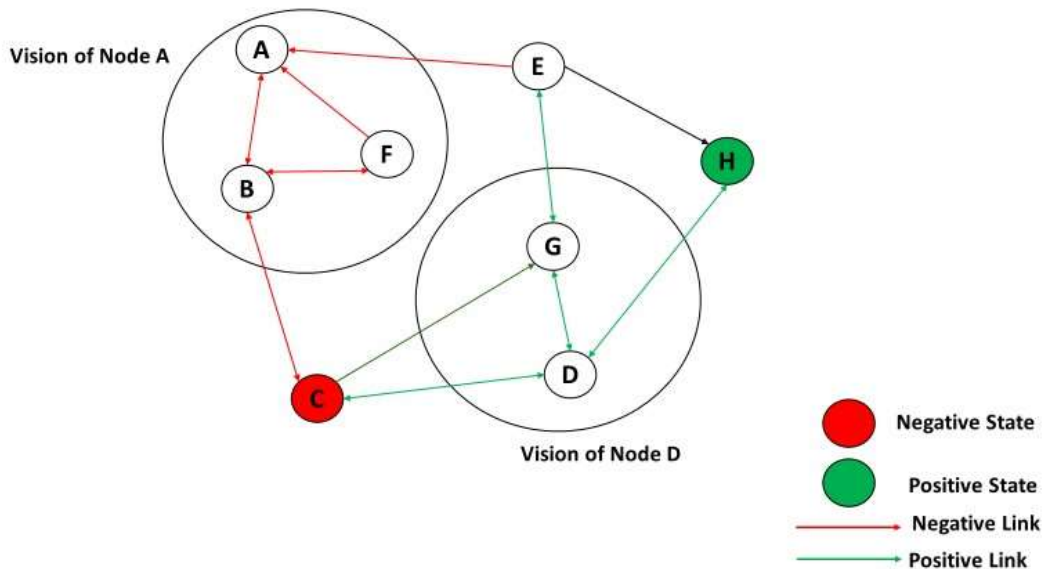 Vision of Node A
A
E
F
H
B
G
D
C
Vision of Node D
Negative State
Positive State
Negative Link
Positive Link